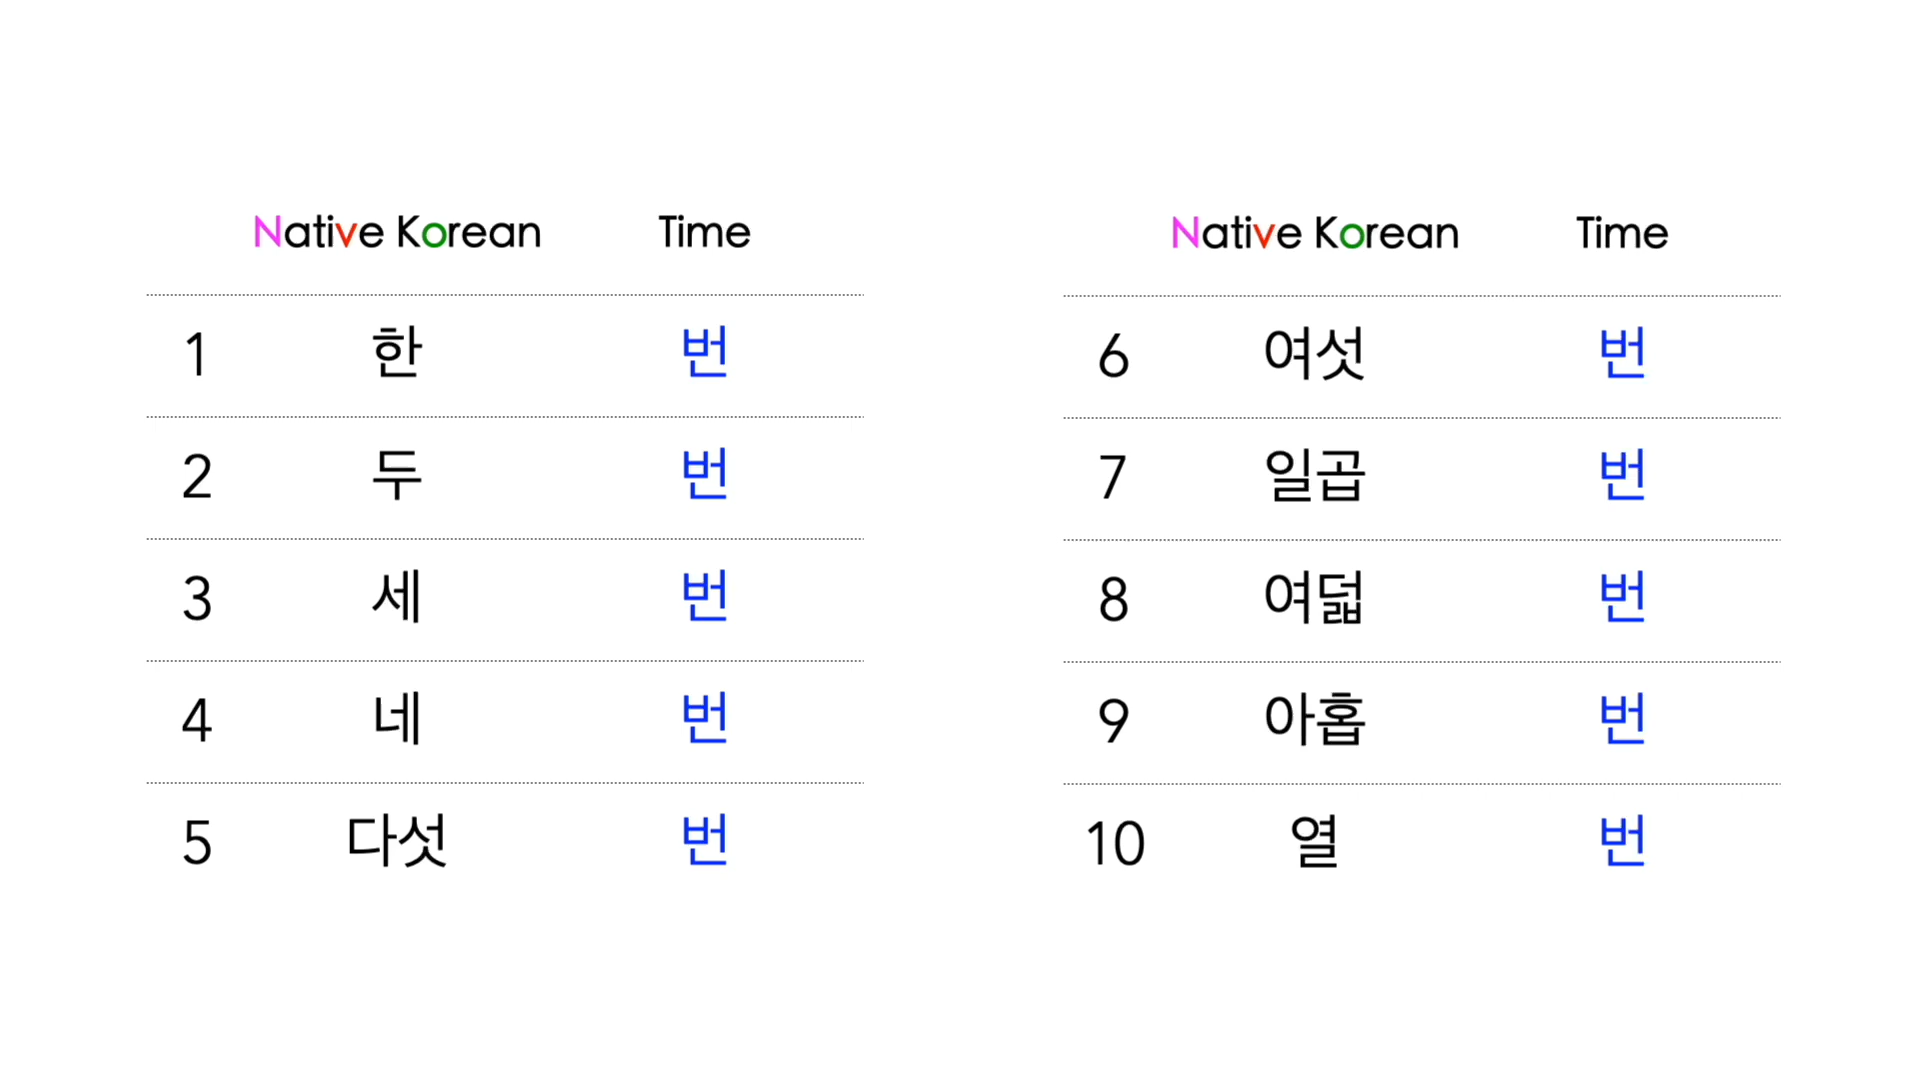 Native Korean Time
1 한 번
2 두 번
3 세 번
4 네 번
5 다섯 번
Native Korean Time
6 여섯 번
7 일곱 번
8 여덟 번
9 아홉 번
10 열 번